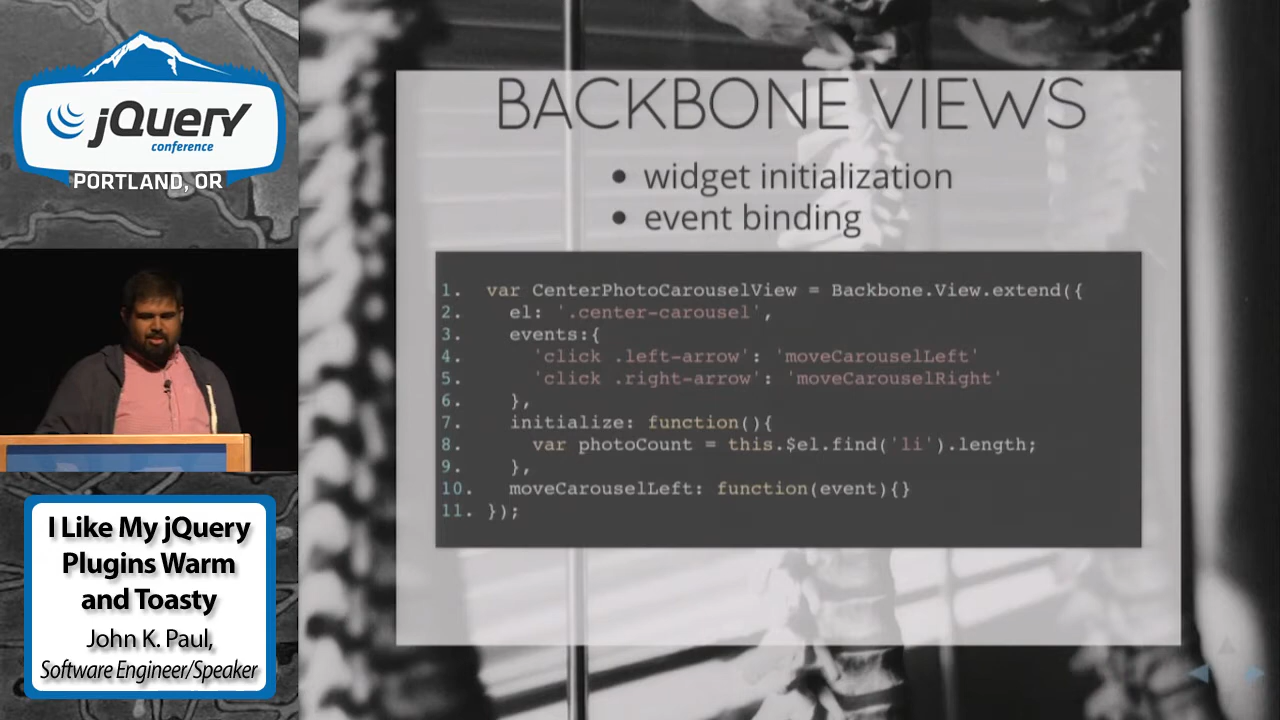 jQuery
conference
PORTLAND, OR
I Like My jQuery
Plugins Warm
and Toasty
John K. Paul,
Software Engineer/Speaker
BACKBONE VIEWS
• widget initialization
• event binding
1. var CenterPhotoCarouselView = Backbone.View.extend({
2. el: '.center-carousel',
3. events:{
4. 'click .left-arrow': 'moveCarouselLeft'
5. 'click .right-arrow': 'moveCarouselRight'
6. },
7. initialize: function(){
8. var photoCount = this.$el.find('li').length;
9. },
10. moveCarouselLeft: function(event){}
11. });